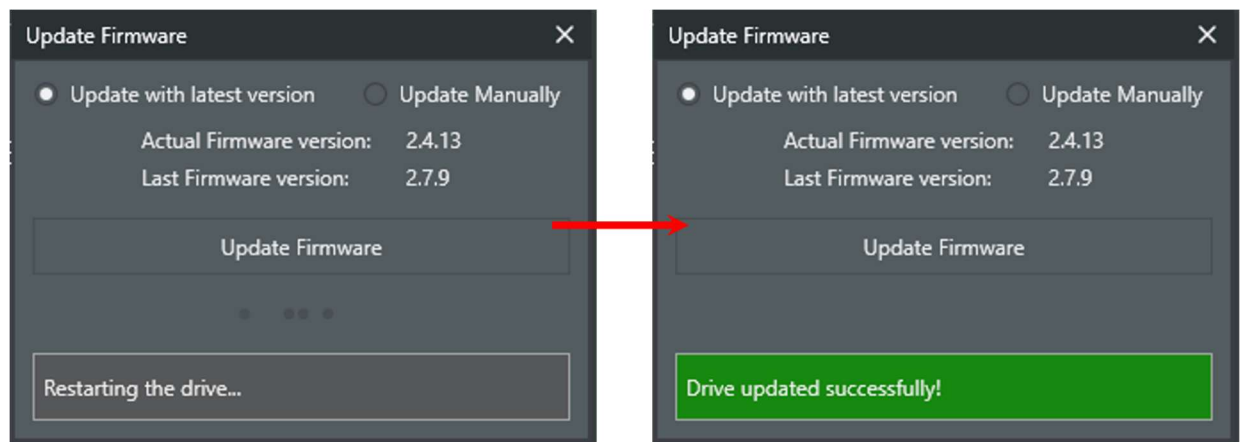 Update Firmware
Update with latest version Update Manually
Actual Firmware version: 2.4.13
Last Firmware version: 2.7.9
Update Firmware
Restarting the drive...
Update Firmware
Update with latest version Update Manually
Actual Firmware version: 2.4.13
Last Firmware version: 2.7.9
Update Firmware
Drive updated successfully!